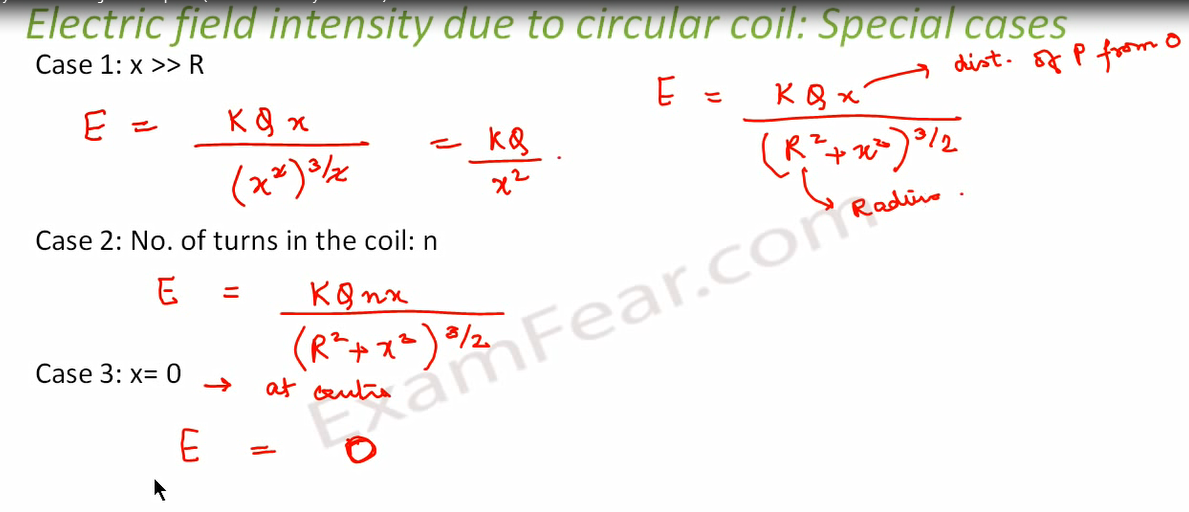 Electric field intensity due to circular coil: Special cases
Case 1: x >> R
E = KQx / (x²)^3/2 = KQ / x² .
E = KQx / (R² + x²)^3/2
dist. of P from O
Radius .
Case 2: No. of turns in the coil: n
E = KQnx / (R² + x²)^3/2
Case 3: x= 0 → at centre
E = 0
ExamFear.com